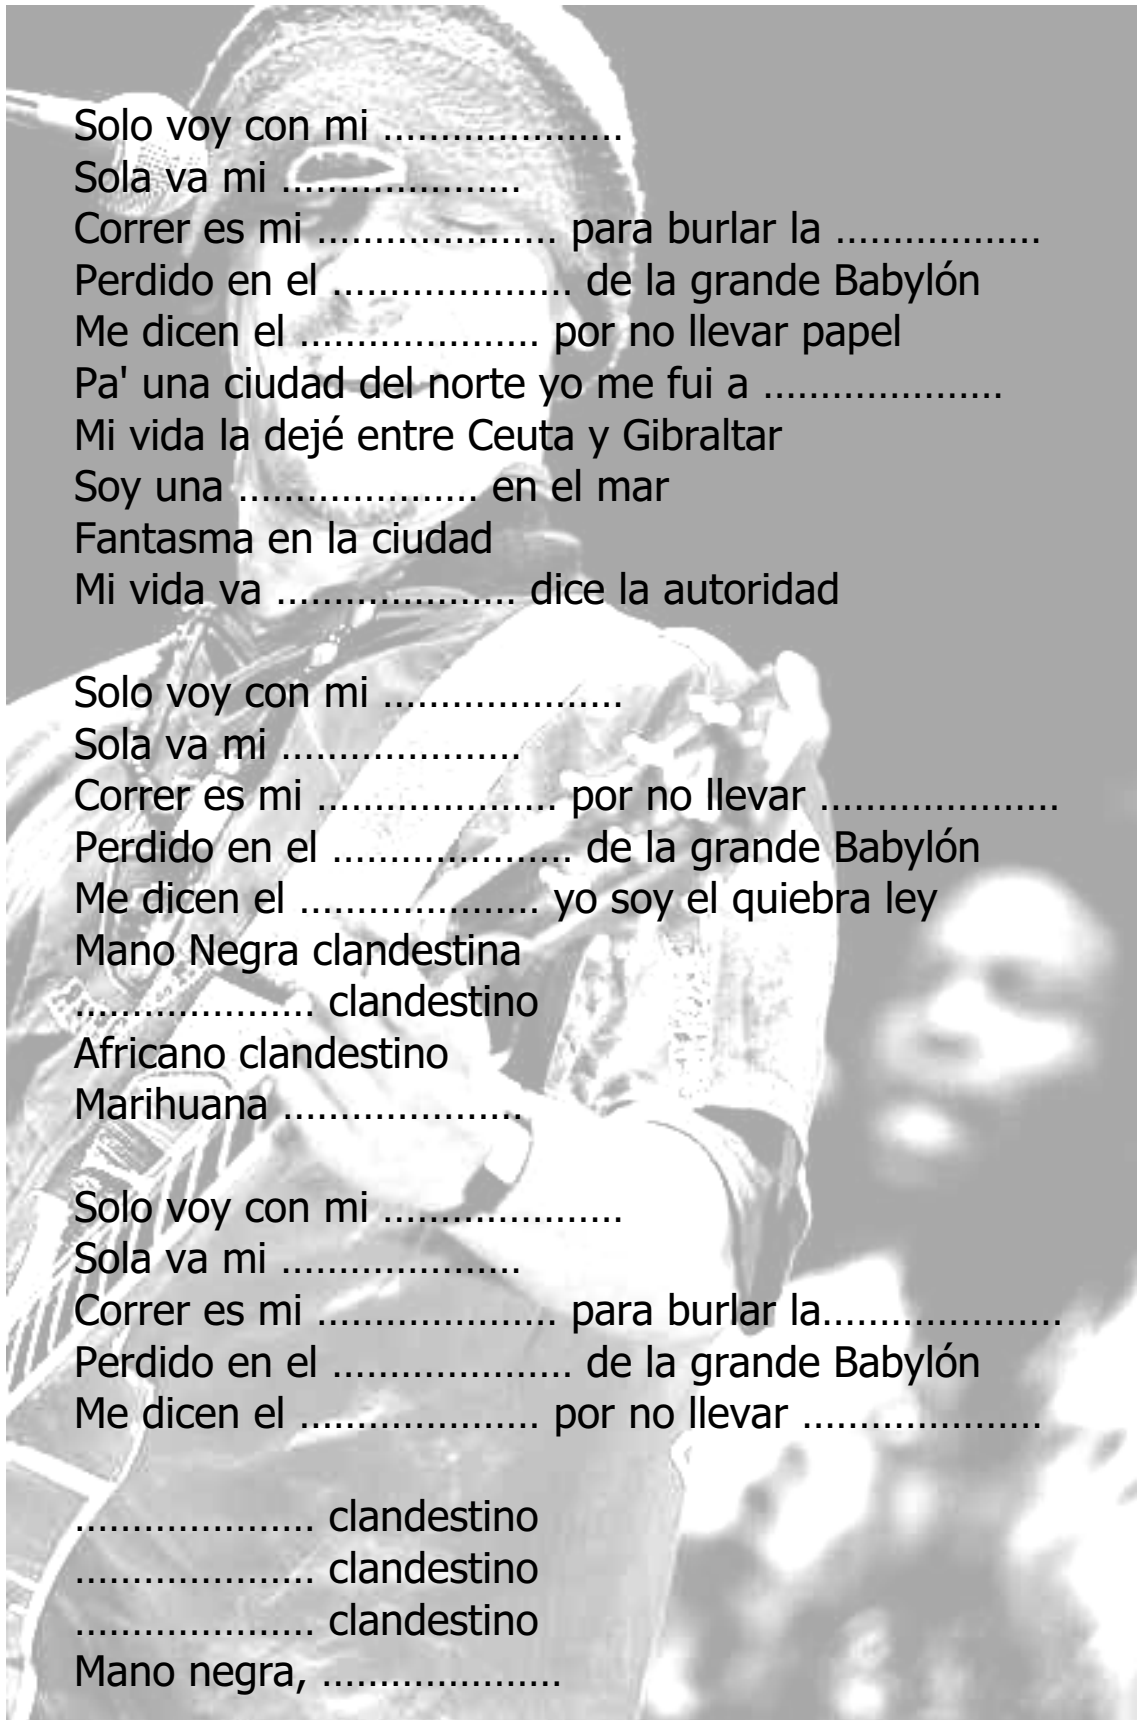 Solo voy con mi .....................
Sola va mi .....................
Correr es mi ..................... para burlar la ..................
Perdido en el ..................... de la grande Babylón
Me dicen el ..................... por no llevar papel
Pa' una ciudad del norte yo me fui a .....................
Mi vida la dejé entre Ceuta y Gibraltar
Soy una ..................... en el mar
Fantasma en la ciudad
Mi vida va ..................... dice la autoridad
Solo voy con mi .....................
Sola va mi .....................
Correr es mi ..................... por no llevar .....................
Perdido en el ..................... de la grande Babylón
Me dicen el ..................... yo soy el quiebra ley
Mano Negra clandestina
..................... clandestino
Africano clandestino
Marihuana .....................
Solo voy con mi .....................
Sola va mi .....................
Correr es mi ..................... para burlar la.....................
Perdido en el ..................... de la grande Babylón
Me dicen el ..................... por no llevar .....................
..................... clandestino
..................... clandestino
..................... clandestino
Mano negra, .....................